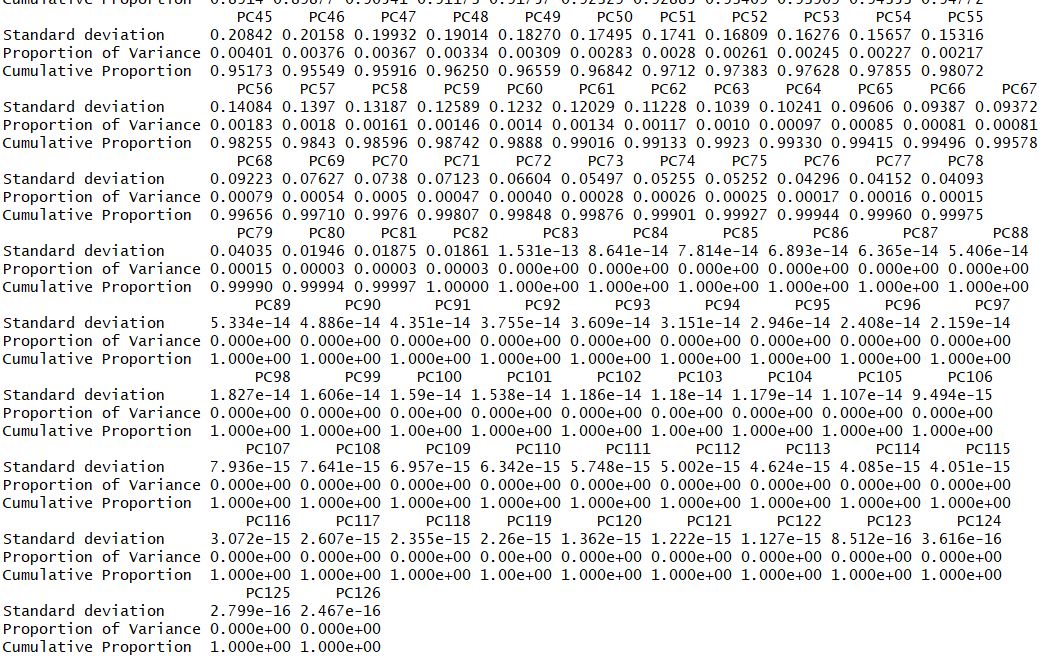 PC45 PC46 PC47 PC48 PC49 PC50 PC51 PC52 PC53 PC54 PC55
Standard deviation 0.20842 0.20158 0.19932 0.19014 0.18270 0.17495 0.1741 0.16809 0.16276 0.15657 0.15316
Proportion of Variance 0.00401 0.00376 0.00367 0.00334 0.00309 0.00283 0.0028 0.00261 0.00245 0.00227 0.00217
Cumulative Proportion 0.95173 0.95549 0.95916 0.96250 0.96559 0.96842 0.9712 0.97383 0.97628 0.97855 0.98072
PC56 PC57 PC58 PC59 PC60 PC61 PC62 PC63 PC64 PC65 PC66 PC67
Standard deviation 0.14084 0.1397 0.13187 0.12589 0.1232 0.12029 0.11228 0.1039 0.10241 0.09606 0.09387 0.09372
Proportion of Variance 0.00183 0.0018 0.00161 0.00146 0.0014 0.00134 0.00117 0.0010 0.00097 0.00085 0.00081 0.00081
Cumulative Proportion 0.98255 0.9843 0.98596 0.98742 0.9888 0.99016 0.99133 0.9923 0.99330 0.99415 0.99496 0.99578
PC68 PC69 PC70 PC71 PC72 PC73 PC74 PC75 PC76 PC77 PC78
Standard deviation 0.09223 0.07627 0.0738 0.07123 0.06604 0.05497 0.05255 0.05252 0.04296 0.04152 0.04093
Proportion of Variance 0.00079 0.00054 0.0005 0.00047 0.00040 0.00028 0.00026 0.00025 0.00017 0.00016 0.00015
Cumulative Proportion 0.99656 0.99710 0.9976 0.99807 0.99848 0.99876 0.99901 0.99927 0.99944 0.99960 0.99975
PC79 PC80 PC81 PC82 PC83 PC84 PC85 PC86 PC87 PC88
Standard deviation 0.04035 0.01946 0.01875 0.01861 1.531e-13 8.641e-14 7.814e-14 6.893e-14 6.365e-14 5.406e-14
Proportion of Variance 0.00015 0.00003 0.00003 0.00003 0.000e+00 0.000e+00 0.000e+00 0.000e+00 0.000e+00 0.000e+00
Cumulative Proportion 0.99990 0.99994 0.99997 1.00000 1.000e+00 1.000e+00 1.000e+00 1.000e+00 1.000e+00 1.000e+00
PC89 PC90 PC91 PC92 PC93 PC94 PC95 PC96 PC97
Standard deviation 5.334e-14 4.886e-14 4.351e-14 3.755e-14 3.609e-14 3.151e-14 2.946e-14 2.408e-14 2.159e-14
Proportion of Variance 0.000e+00 0.000e+00 0.000e+00 0.000e+00 0.000e+00 0.000e+00 0.000e+00 0.000e+00 0.000e+00
Cumulative Proportion 1.000e+00 1.000e+00 1.000e+00 1.000e+00 1.000e+00 1.000e+00 1.000e+00 1.000e+00 1.000e+00
PC98 PC99 PC100 PC101 PC102 PC103 PC104 PC105 PC106
Standard deviation 1.827e-14 1.606e-14 1.59e-14 1.538e-14 1.186e-14 1.18e-14 1.179e-14 1.107e-14 9.494e-15
Proportion of Variance 0.000e+00 0.000e+00 0.00e+00 0.000e+00 0.000e+00 0.00e+00 0.000e+00 0.000e+00 0.000e+00
Cumulative Proportion 1.000e+00 1.000e+00 1.00e+00 1.000e+00 1.000e+00 1.00e+00 1.000e+00 1.000e+00 1.000e+00
PC107 PC108 PC109 PC110 PC111 PC112 PC113 PC114 PC115
Standard deviation 7.936e-15 7.641e-15 6.957e-15 6.342e-15 5.748e-15 5.002e-15 4.624e-15 4.085e-15 4.051e-15
Proportion of Variance 0.000e+00 0.000e+00 0.000e+00 0.000e+00 0.000e+00 0.000e+00 0.000e+00 0.000e+00 0.000e+00
Cumulative Proportion 1.000e+00 1.000e+00 1.000e+00 1.000e+00 1.000e+00 1.000e+00 1.000e+00 1.000e+00 1.000e+00
PC116 PC117 PC118 PC119 PC120 PC121 PC122 PC123 PC124
Standard deviation 3.072e-15 2.607e-15 2.355e-15 2.26e-15 1.362e-15 1.222e-15 1.127e-15 8.512e-16 3.616e-16
Proportion of Variance 0.000e+00 0.000e+00 0.000e+00 0.00e+00 0.000e+00 0.000e+00 0.000e+00 0.000e+00 0.000e+00
Cumulative Proportion 1.000e+00 1.000e+00 1.000e+00 1.00e+00 1.000e+00 1.000e+00 1.000e+00 1.000e+00 1.000e+00
PC125 PC126
Standard deviation 2.799e-16 2.467e-16
Proportion of Variance 0.000e+00 0.000e+00
Cumulative Proportion 1.000e+00 1.000e+00